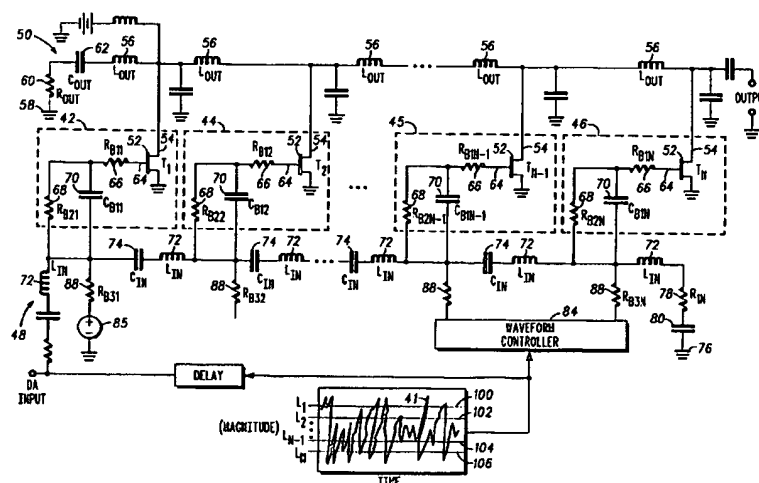 50
62
56
56
56
56
60
C_OUT
L_OUT
L_OUT
L_OUT
L_OUT
L_OUT
R_OUT
58
OUTPUT
42
44
45
46
52
54
52
54
52
54
52
54
R_B11
R_B12
R_B1N-1
R_B1N
T_1
T_2
T_N-1
T_N
68
70
66
64
68
70
66
64
68
70
66
64
68
70
66
64
R_B21
C_B11
R_B22
C_B12
R_B2N-1
C_B1N-1
R_B2N
C_B1N
...
74
72
74
72
74
74
72
72
L_IN
C_IN
L_IN
C_IN
L_IN
C_IN
C_IN
L_IN
L_IN
72
88
R_B31
88
R_B32
88
88
R_B3N
78
R_IN
48
85
84
80
WAVEFORM
CONTROLLER
76
DA
INPUT
DELAY
(MAGNITUDE)
L_1
L_2
L_N-1
L_N
41
100
102
104
106
TIME